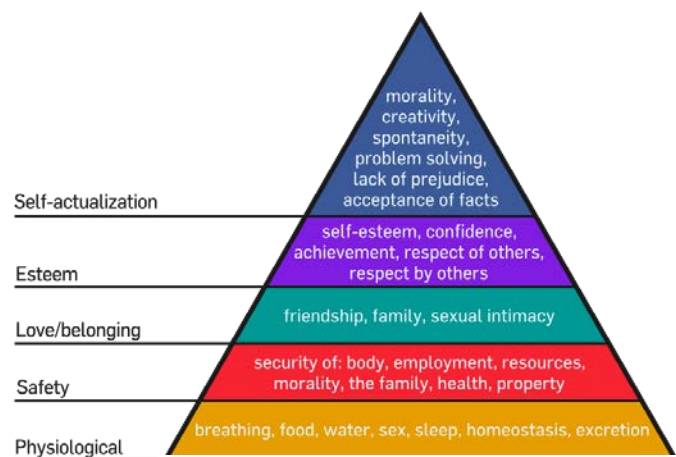 morality,
creativity,
spontaneity,
problem solving,
lack of prejudice,
acceptance of facts
Self-actualization
self-esteem, confidence,
achievement, respect of others,
respect by others
Esteem
friendship, family, sexual intimacy
Love/belonging
security of: body, employment, resources,
morality, the family, health, property
Safety
breathing, food, water, sex, sleep, homeostasis, excretion
Physiological